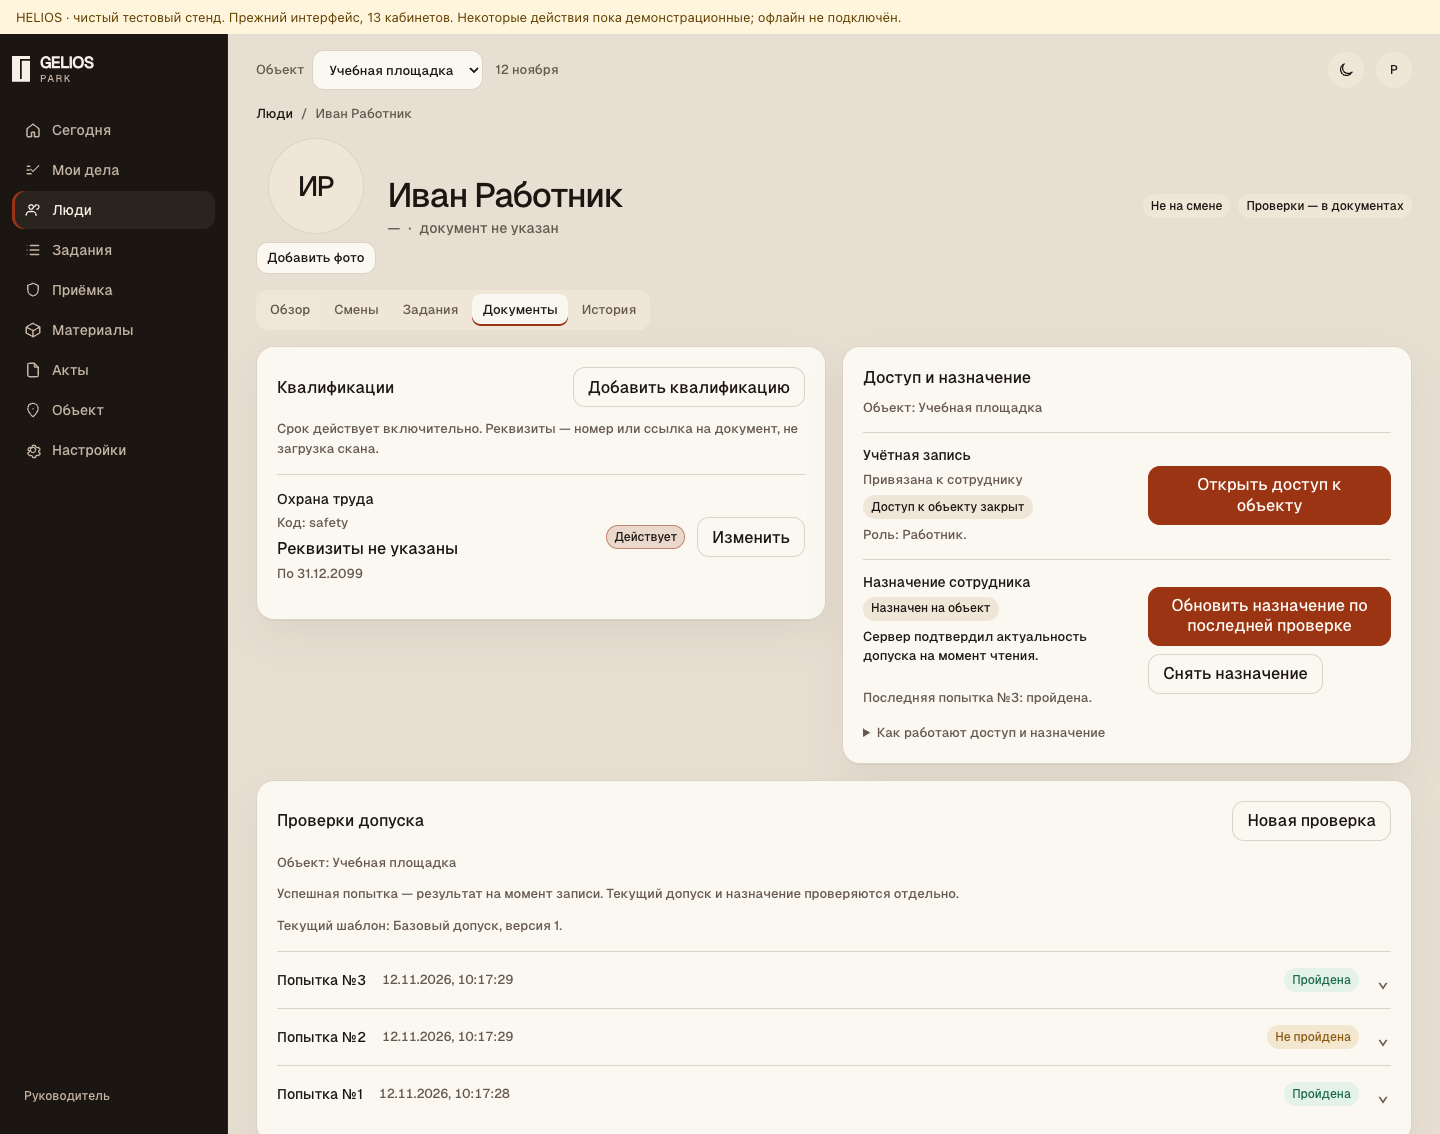 HELIOS · чистый тестовый стенд. Прежний интерфейс, 13 кабинетов. Некоторые действия пока демонстрационные; офлайн не подключён.
GELIOS
PARK
Сегодня
Мои дела
Люди
Задания
Приёмка
Материалы
Акты
Объект
Настройки
Руководитель
Объект
Учебная площадка
12 ноября
Р
Люди / Иван Работник
ИР
Иван Работник
— · документ не указан
Добавить фото
Не на смене
Проверки — в документах
Обзор
Смены
Задания
Документы
История
Квалификации
Добавить квалификацию
Срок действует включительно. Реквизиты — номер или ссылка на документ, не
загрузка скана.
Охрана труда
Код: safety
Реквизиты не указаны
По 31.12.2099
Действует
Изменить
Доступ и назначение
Объект: Учебная площадка
Учётная запись
Привязана к сотруднику
Доступ к объекту закрыт
Роль: Работник.
Открыть доступ к
объекту
Назначение сотрудника
Назначен на объект
Сервер подтвердил актуальность
допуска на момент чтения.
Последняя попытка №3: пройдена.
Обновить назначение по
последней проверке
Снять назначение
Как работают доступ и назначение
Проверки допуска
Новая проверка
Объект: Учебная площадка
Успешная попытка — результат на момент записи. Текущий допуск и назначение проверяются отдельно.
Текущий шаблон: Базовый допуск, версия 1.
Попытка №3 12.11.2026, 10:17:29 Пройдена
Попытка №2 12.11.2026, 10:17:29 Не пройдена
Попытка №1 12.11.2026, 10:17:28 Пройдена